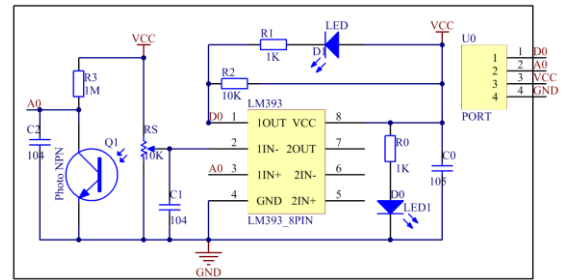 R1
1K
LED
D1
VCC
VCC
R3
1M
R2
10K
U0
1 1 D0
2 2 A0
3 3 VCC
4 4 GND
PORT
A0
C2
104
Q1
Photo NPN
RS
10K
LM393
D0 1 1OUT VCC 8
2 1IN- 2OUT 7
A0 3 1IN+ 2IN- 6
4 GND 2IN+ 5
LM393_8PIN
C1
104
R0
1K
D0
LED1
C0
105
GND